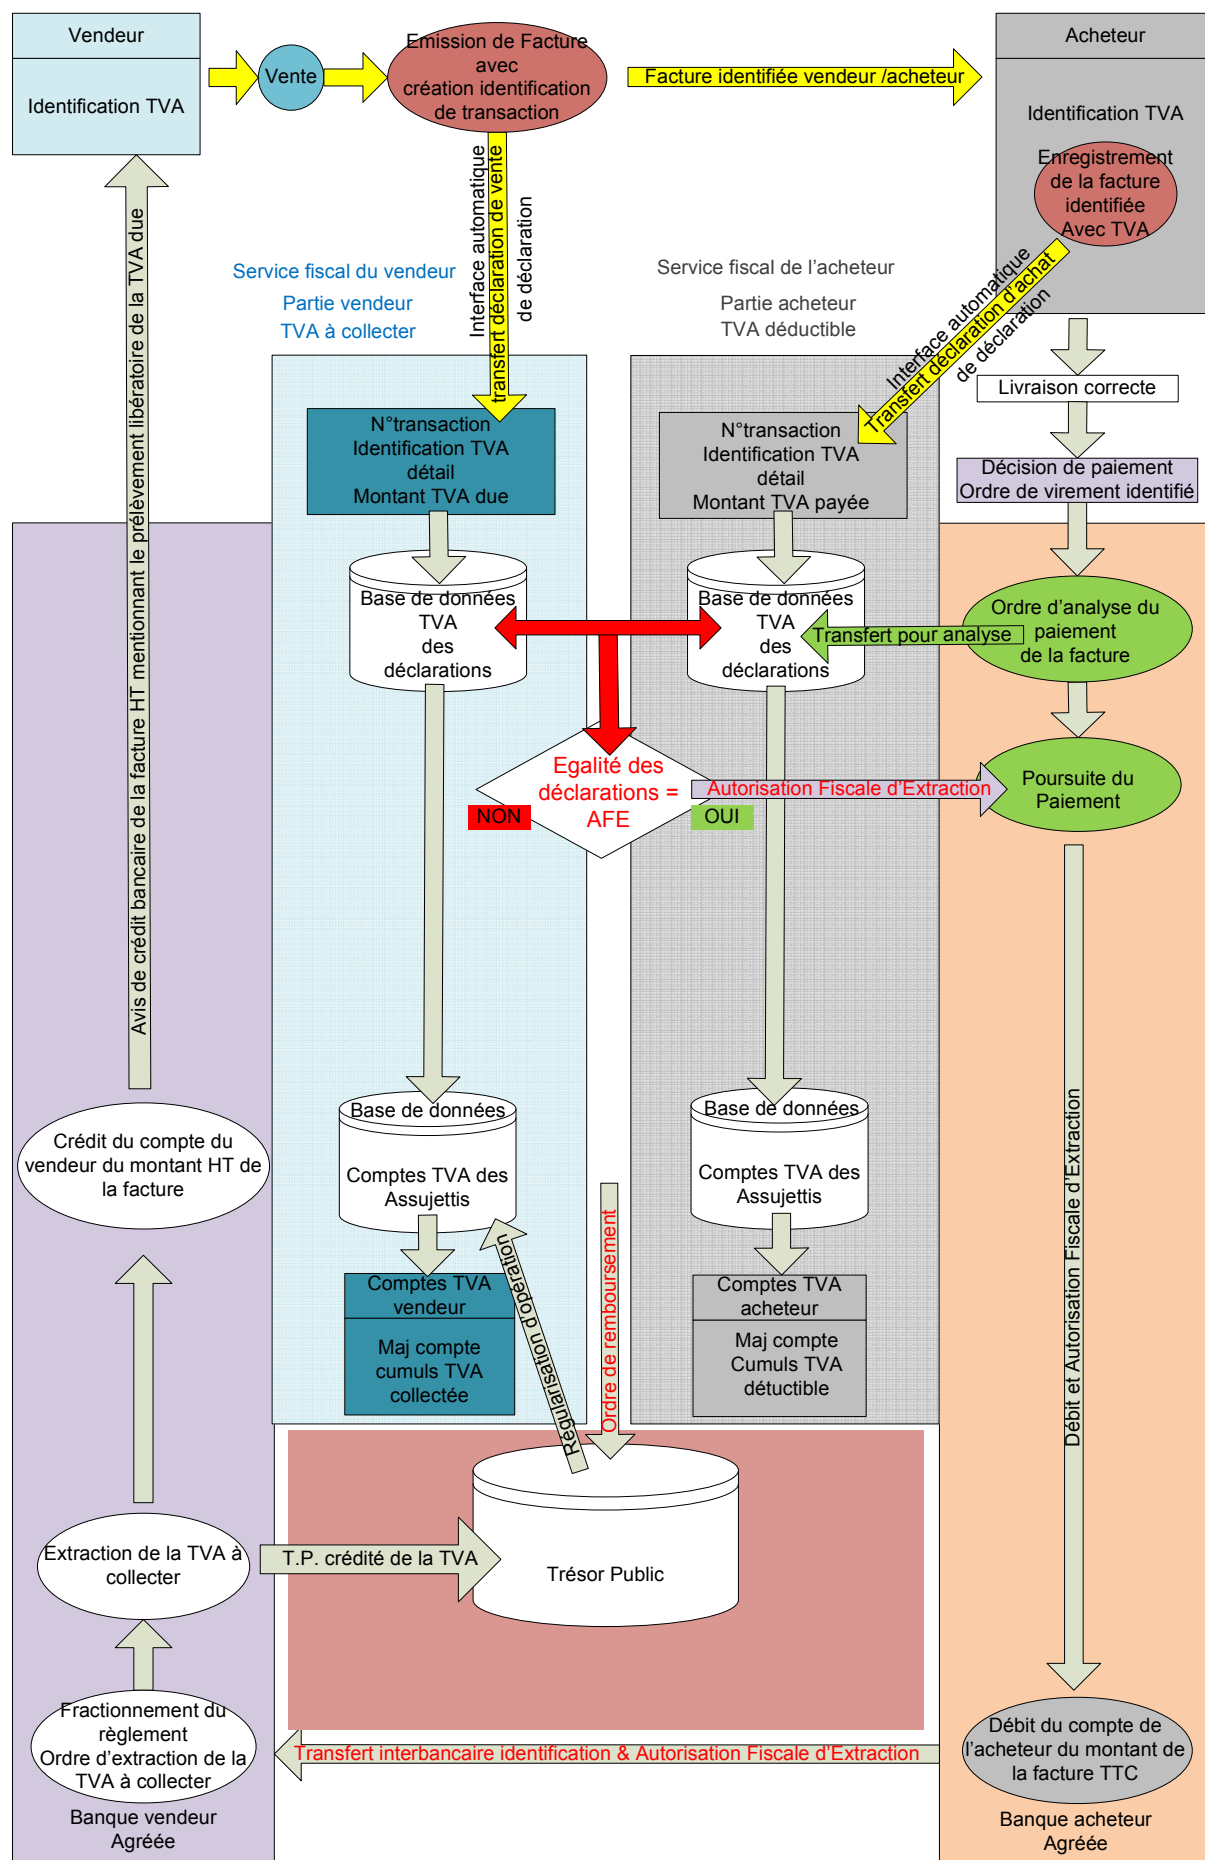 Vendeur
Identification TVA
Vente
Emission de Facture
avec
création identification
de transaction
Facture identifiée vendeur /acheteur
Acheteur
Identification TVA
Enregistrement
de la facture
identifiée
Avec TVA
Interface automatique
transfert déclaration de vente
de déclaration
Service fiscal du vendeur
Partie vendeur
TVA à collecter
Service fiscal de l’acheteur
Partie acheteur
TVA déductible
Interface automatique
Transfert déclaration d’achat
de déclaration
Livraison correcte
Décision de paiement
Ordre de virement identifié
N°transaction
Identification TVA
détail
Montant TVA due
N°transaction
Identification TVA
détail
Montant TVA payée
Base de données
TVA
des
déclarations
Base de données
TVA
des
déclarations
Transfert pour analyse
Ordre d’analyse du
paiement
de la facture
Egalité des
déclarations =
AFE
NON
OUI
Autorisation Fiscale d’Extraction
Poursuite du
Paiement
Avis de crédit bancaire de la facture HT mentionnant le prélèvement libératoire de la TVA due
Crédit du compte du
vendeur du montant HT de
la facture
Base de données
Comptes TVA des
Assujettis
Base de données
Comptes TVA des
Assujettis
Comptes TVA
vendeur
Maj compte
cumuls TVA
collectée
Régularisation d’opération
Ordre de remboursement
Comptes TVA
acheteur
Maj compte
Cumuls TVA
détuctible
Débit et Autorisation Fiscale d’Extraction
Extraction de la TVA à
collecter
T.P. crédité de la TVA
Trésor Public
Fractionnement du
règlement
Ordre d’extraction de la
TVA à collecter
Transfert interbancaire identification & Autorisation Fiscale d’Extraction
Débit du compte de
l’acheteur du montant de
la facture TTC
Banque vendeur
Agréée
Banque acheteur
Agréée